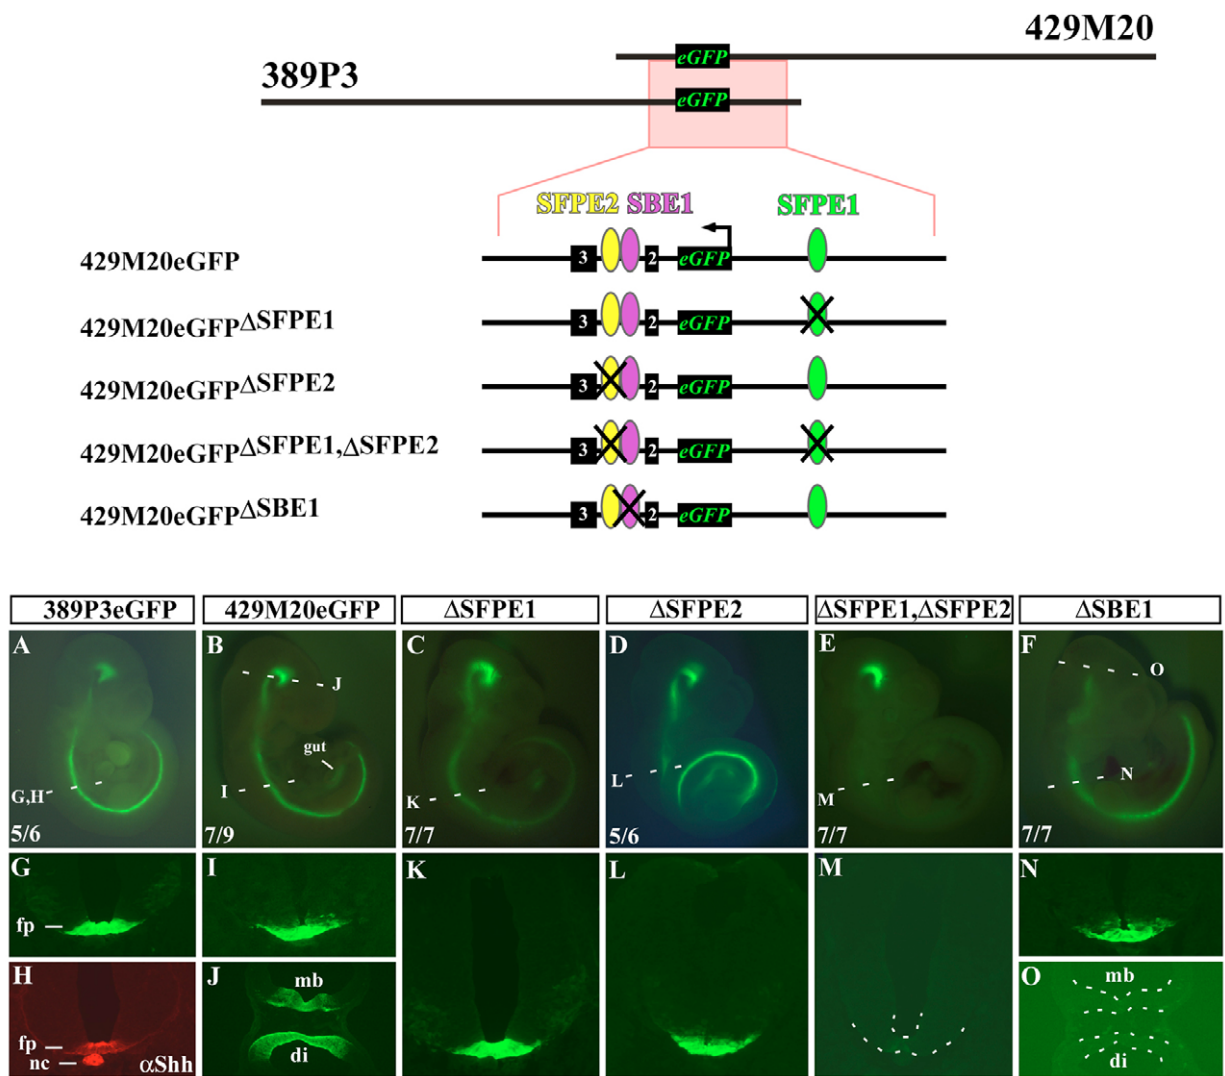 429M20
eGFP
389P3
eGFP
SFPE2 SBE1 SFPE1
429M20eGFP 3 2 eGFP
429M20eGFPΔSFPE1 3 2 eGFP
429M20eGFPΔSFPE2 3 2 eGFP
429M20eGFPΔSFPE1,ΔSFPE2 3 2 eGFP
429M20eGFPΔSBE1 3 2 eGFP
389P3eGFP 429M20eGFP ΔSFPE1 ΔSFPE2 ΔSFPE1,ΔSFPE2 ΔSBE1
A B C D E F
J O
gut
G,H I K L M N
5/6 7/9 7/7 5/6 7/7 7/7
G I K L M N
fp
H J O
mb mb
fp
nc αShh di di